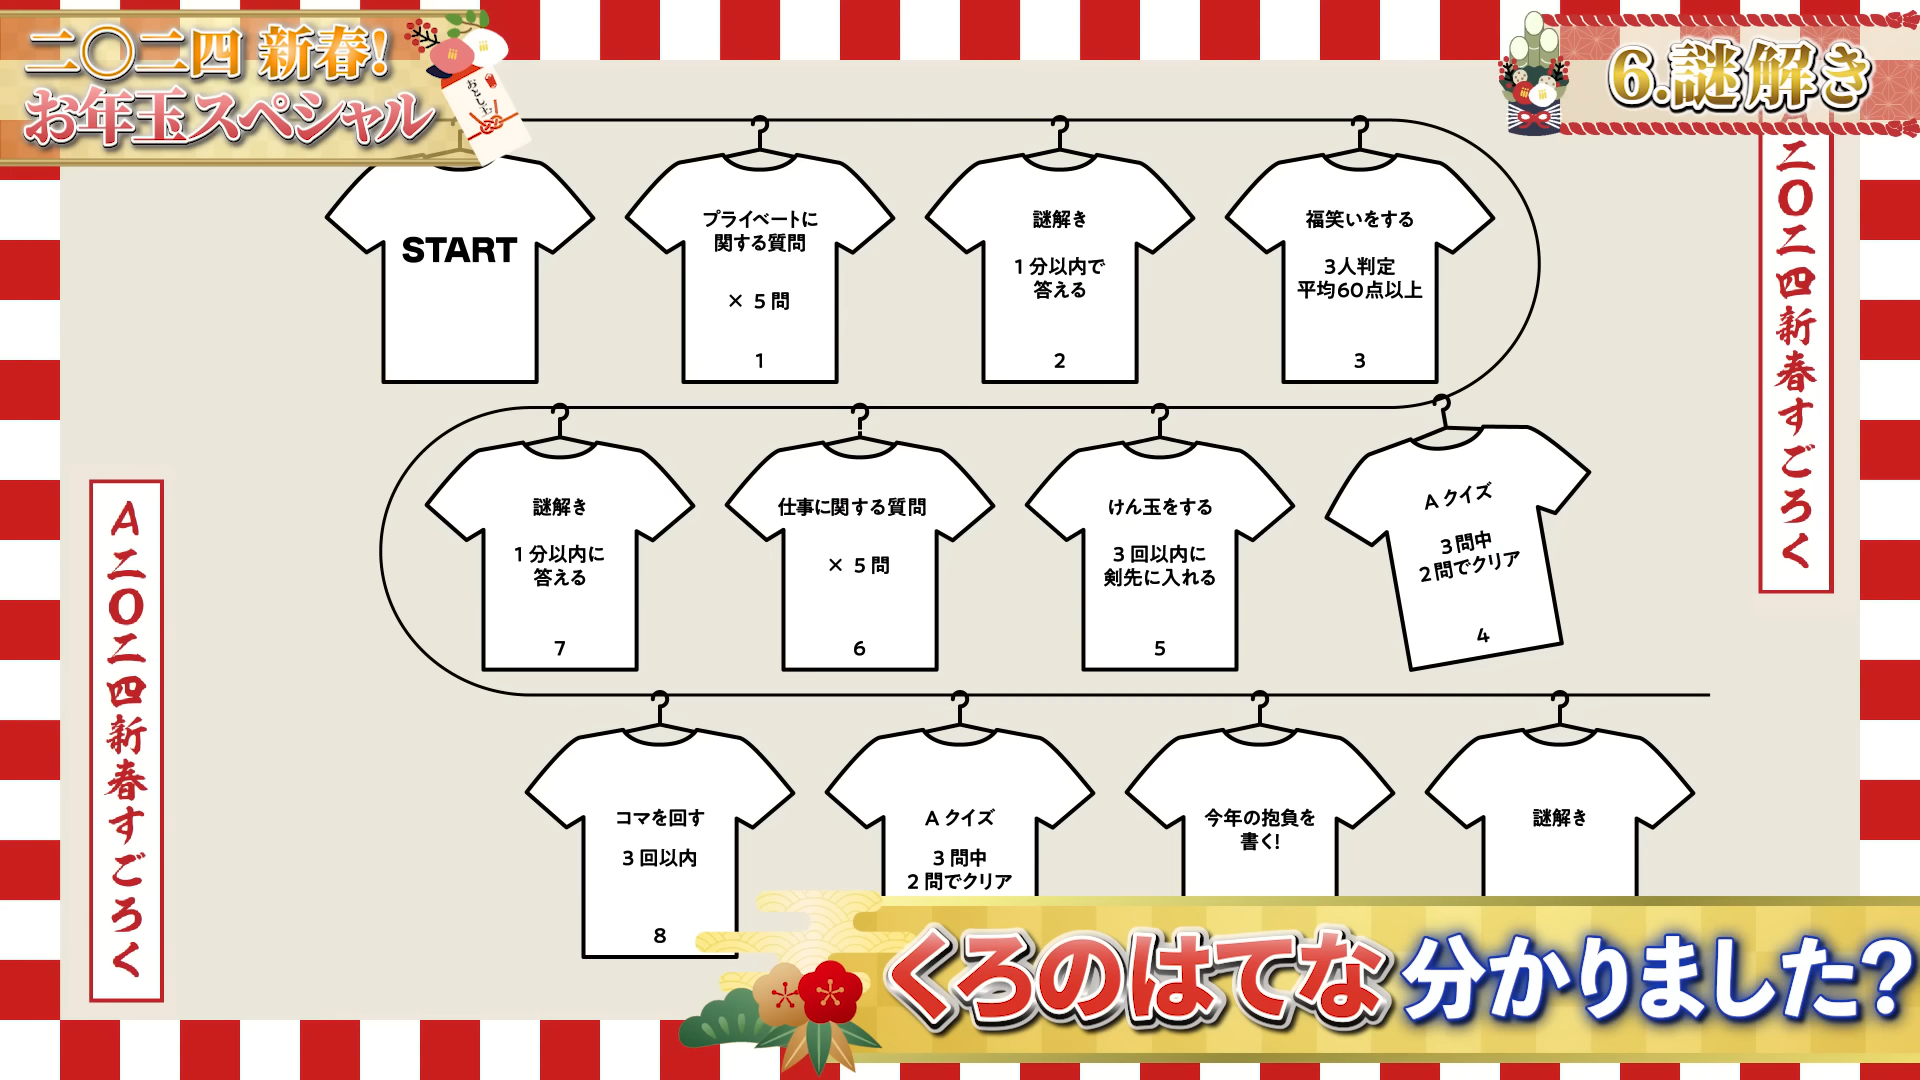 二〇二四 新春!
お年玉スペシャル
おとし玉
6.謎解き
START
プライベートに
関する質問
× 5 問
1
謎解き
1 分以内で
答える
2
福笑いをする
3人判定
平均60点以上
3
A クイズ
3 問中
2 問でクリア
4
けん玉をする
3 回以内に
剣先に入れる
5
仕事に関する質問
× 5 問
6
謎解き
1 分以内に
答える
7
コマを回す
3 回以内
8
A クイズ
3 問中
2 問でクリア
今年の抱負を
書く!
謎解き
A二〇二四新春すごろく
A二〇二四新春すごろく
くろのはてな 分かりました?